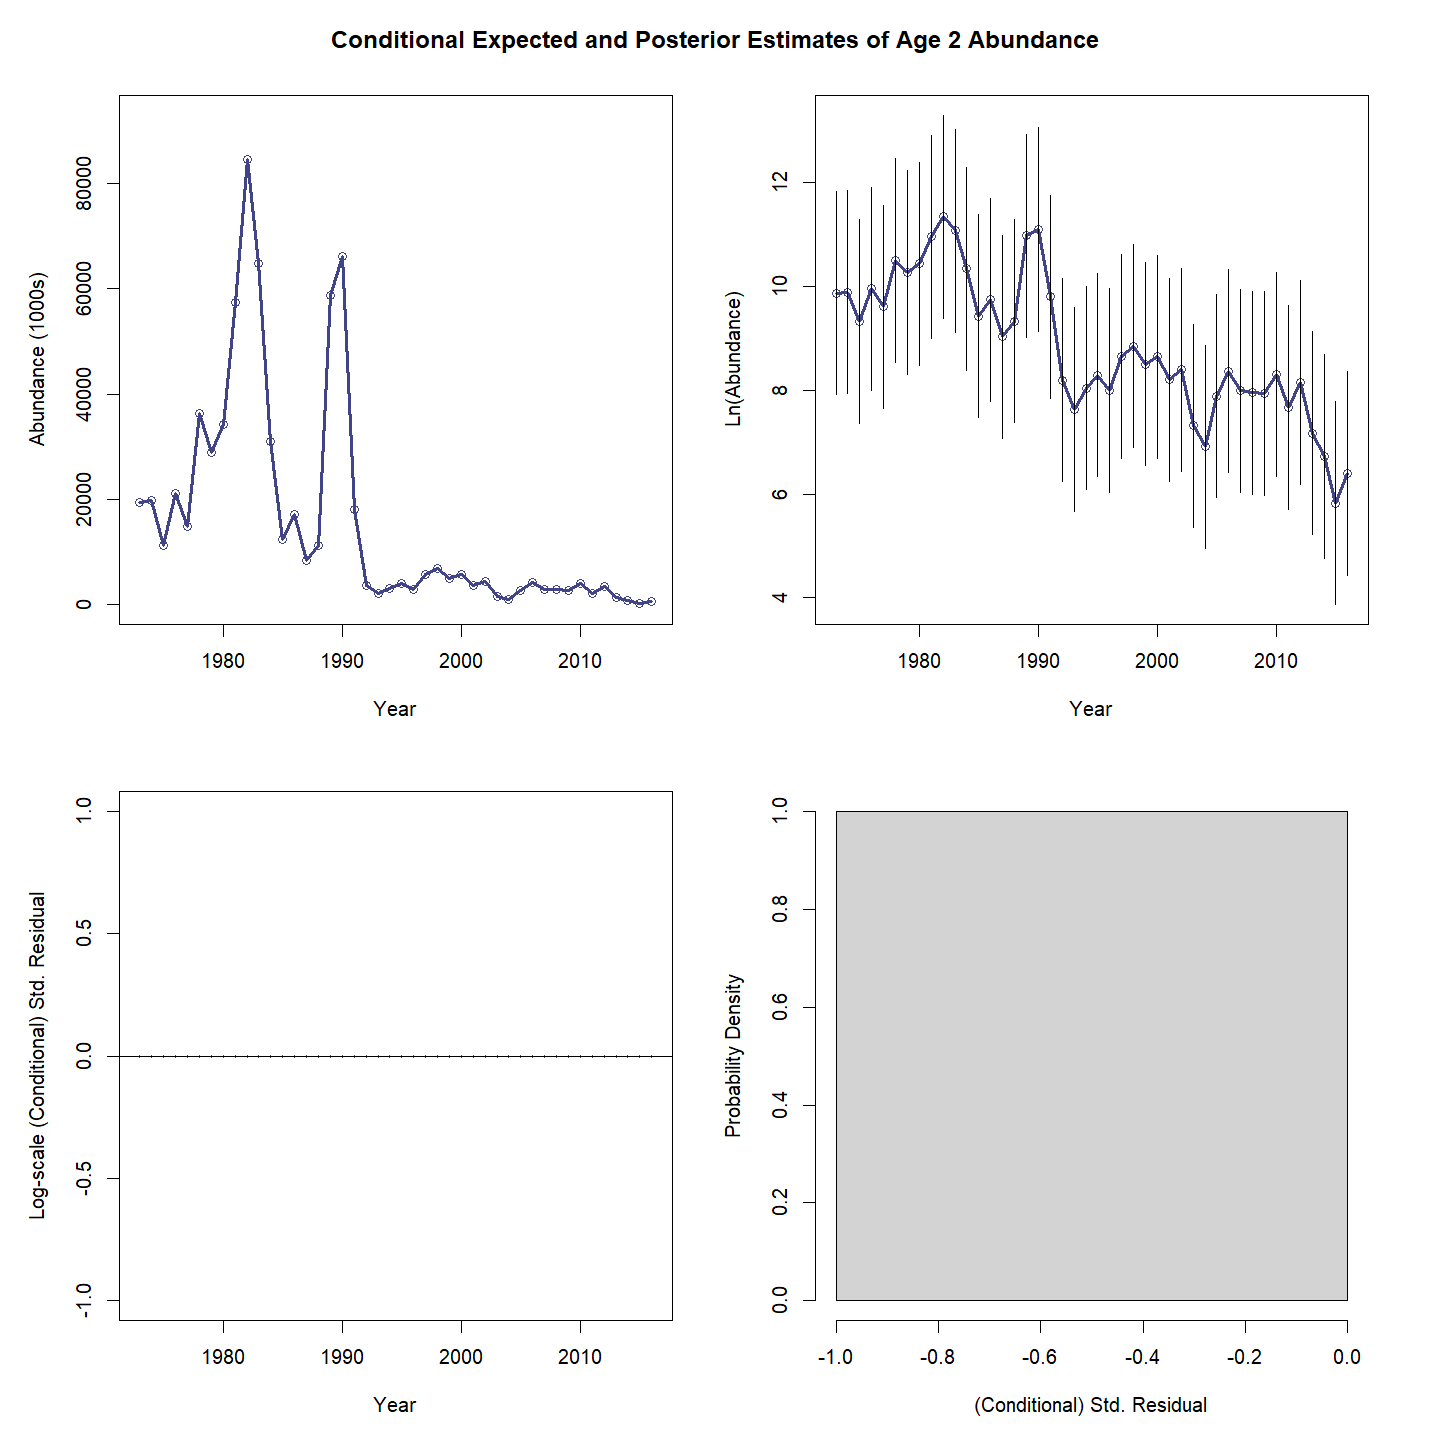 Conditional Expected and Posterior Estimates of Age 2 Abundance
Abundance (1000s)
80000
60000
40000
20000
0
1980 1990 2000 2010
Year
Ln(Abundance)
12
10
8
6
4
1980 1990 2000 2010
Year
Log-scale (Conditional) Std. Residual
1.0
0.5
0.0
-0.5
-1.0
1980 1990 2000 2010
Year
Probability Density
1.0
0.8
0.6
0.4
0.2
0.0
-1.0 -0.8 -0.6 -0.4 -0.2 0.0
(Conditional) Std. Residual